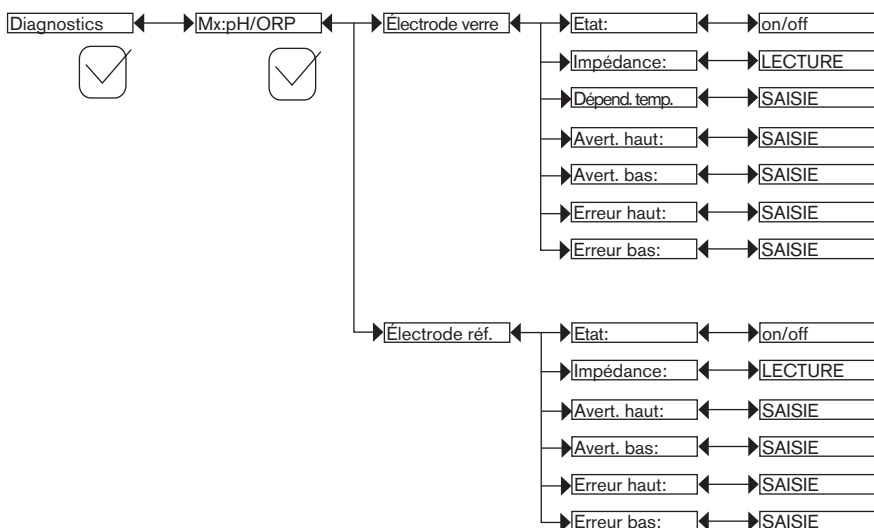 Diagnostics Mx:pH/ORP Électrode verre Etat: on/off
Impédance: LECTURE
Dépend. temp. SAISIE
Avert. haut: SAISIE
Avert. bas: SAISIE
Erreur haut: SAISIE
Erreur bas: SAISIE
Électrode réf. Etat: on/off
Impédance: LECTURE
Avert. haut: SAISIE
Avert. bas: SAISIE
Erreur haut: SAISIE
Erreur bas: SAISIE